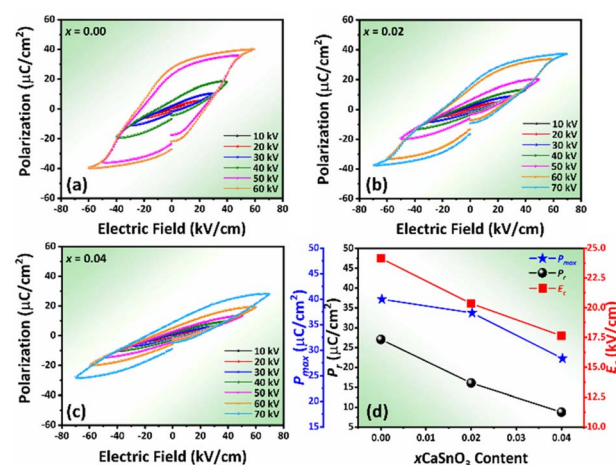 x = 0.00
60
40
20
0
-20
-40
-60
Polarization (μC/cm²)
10 kV
20 kV
30 kV
40 kV
50 kV
60 kV
(a)
-80 -60 -40 -20 0 20 40 60 80
Electric Field (kV/cm)
x = 0.02
60
40
20
0
-20
-40
-60
Polarization (μC/cm²)
10 kV
20 kV
30 kV
40 kV
50 kV
60 kV
70 kV
(b)
-80 -60 -40 -20 0 20 40 60 80
Electric Field (kV/cm)
x = 0.04
60
40
20
0
-20
-40
-60
Polarization (μC/cm²)
10 kV
20 kV
30 kV
40 kV
50 kV
60 kV
70 kV
(c)
-80 -60 -40 -20 0 20 40 60 80
Electric Field (kV/cm)
50
45
40
35
30
25
20
15
Pmax (μC/cm²)
50
45
40
35
30
25
20
15
10
5
Pr (μC/cm²)
Pmax
Pr
Ec
(d)
25.0
22.5
20.0
17.5
15.0
12.5
10.0
Ec (kV/cm)
0.00 0.01 0.02 0.03 0.04
xCaSnO₃ Content